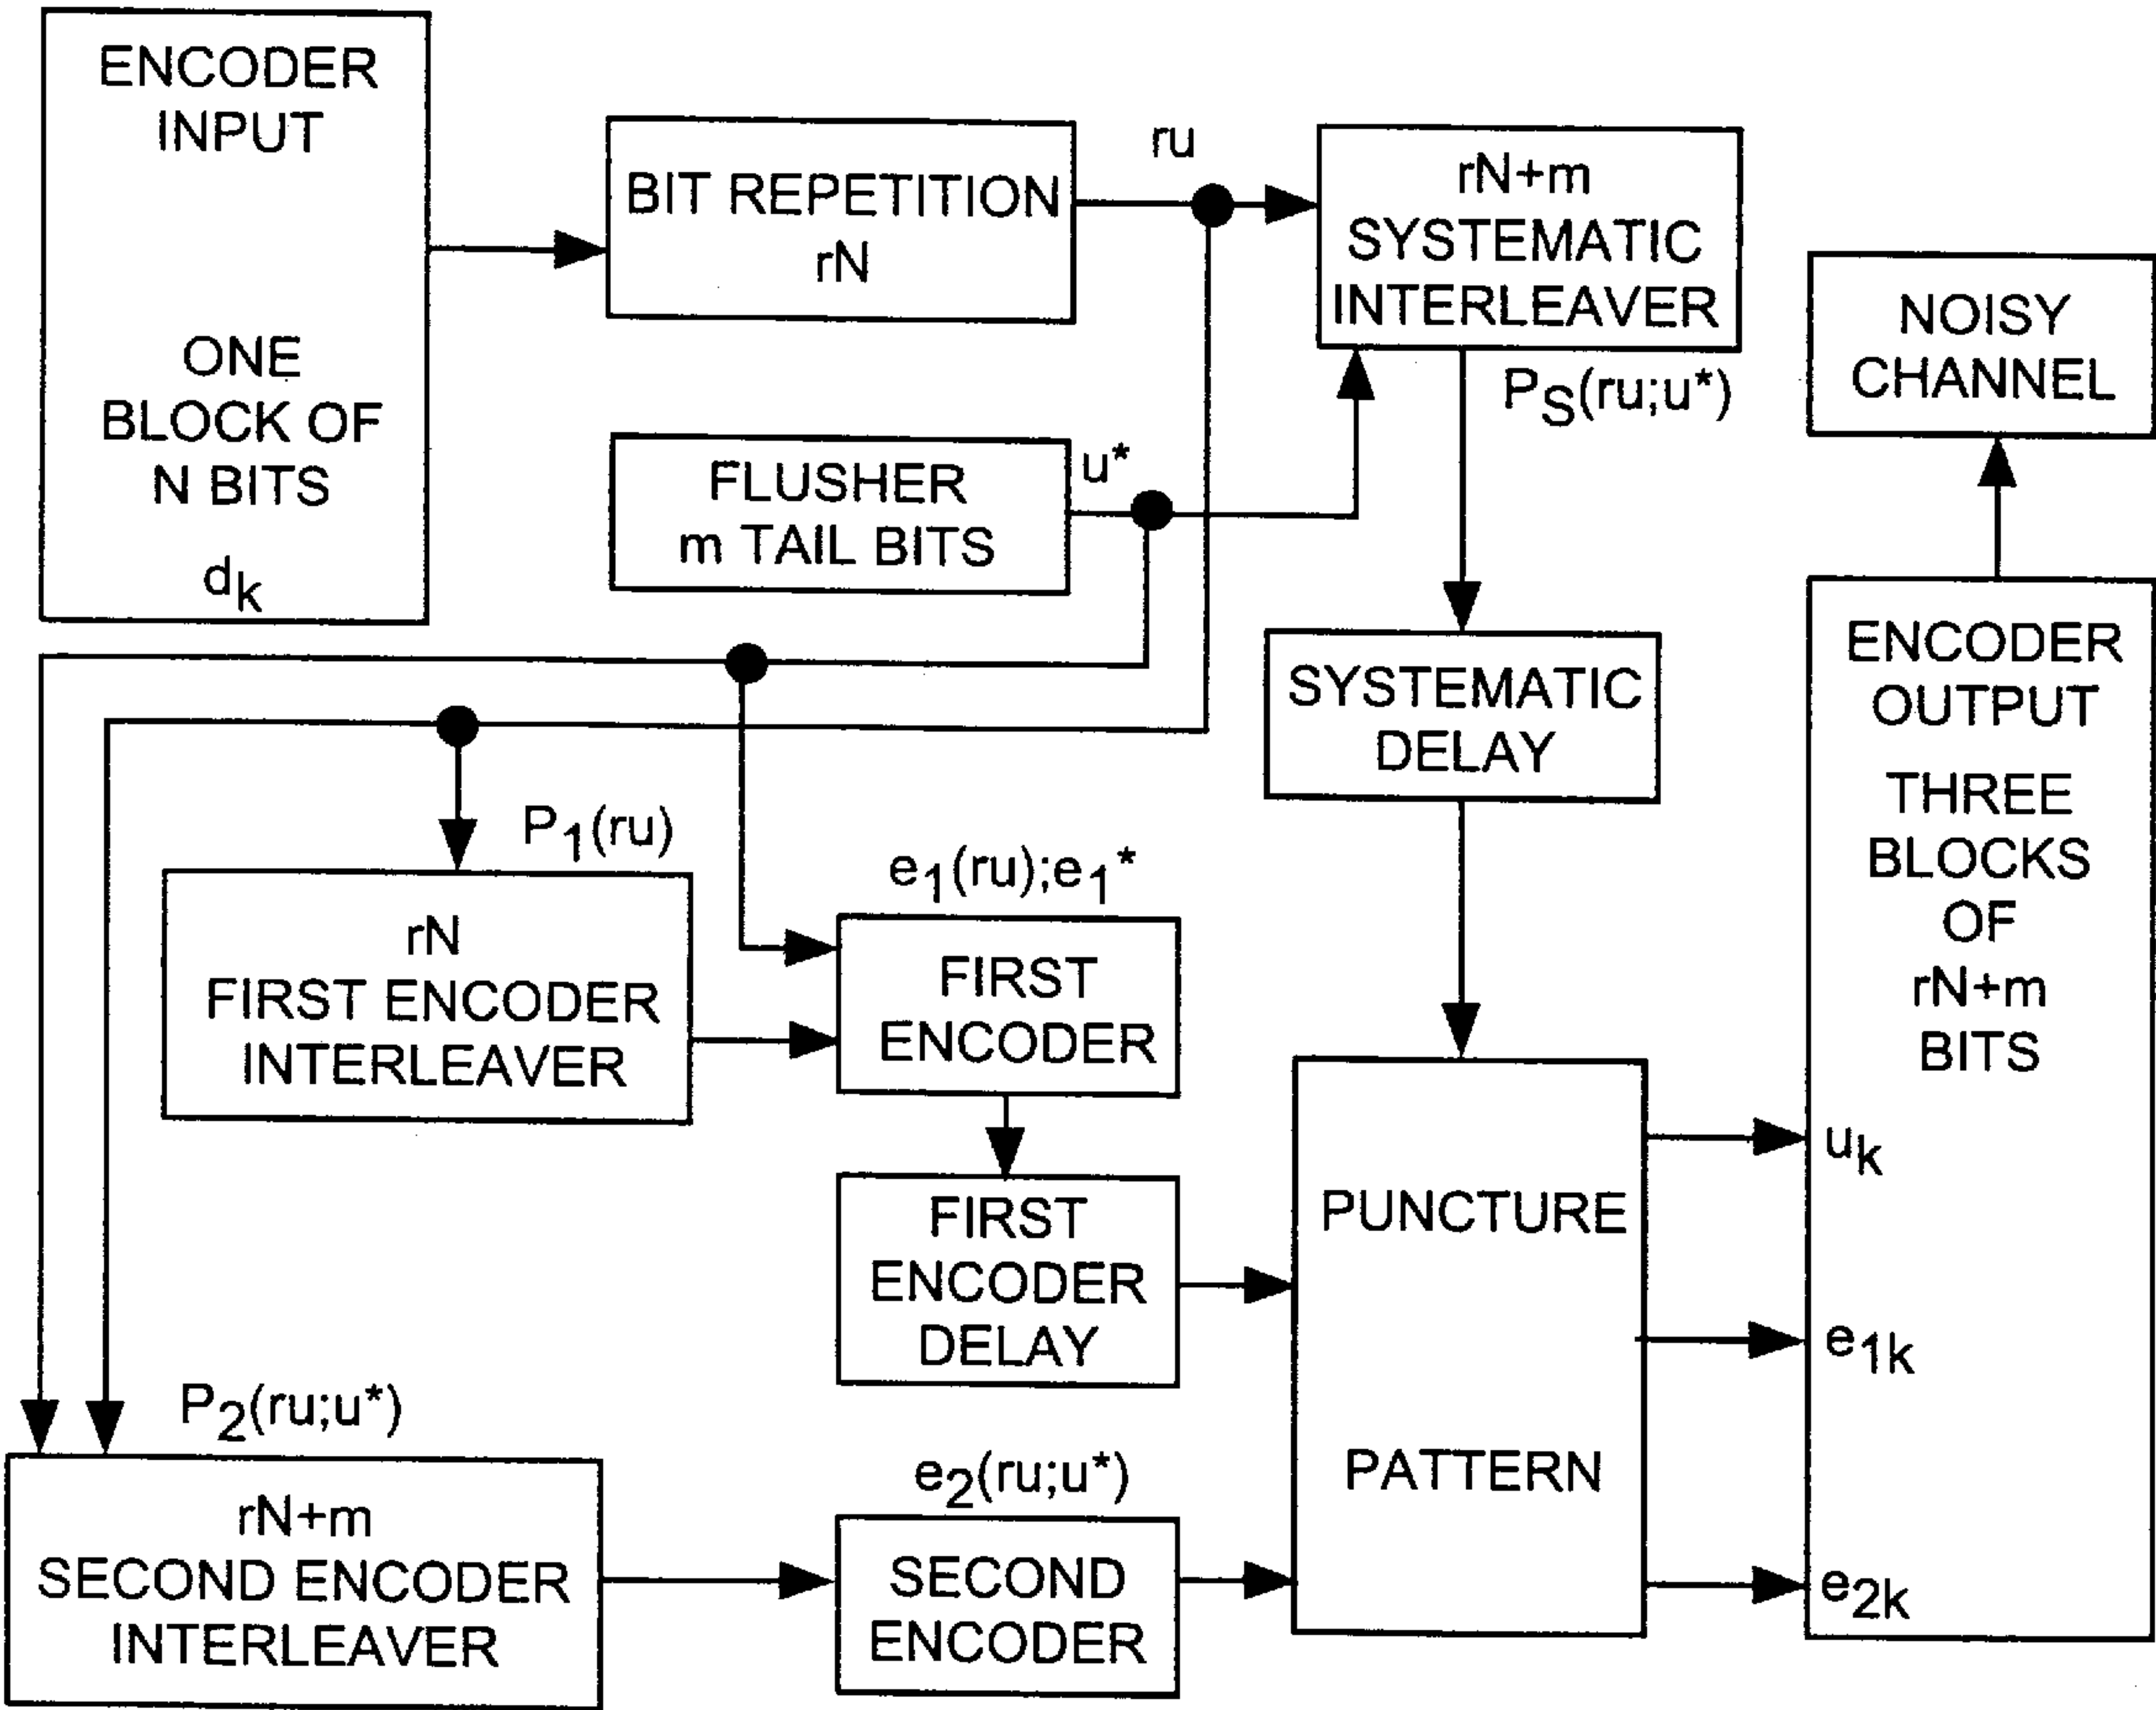 ENCODER
INPUT
ONE
BLOCK OF
N BITS
dk
BIT REPETITION
rN
ru
rN+m
SYSTEMATIC
INTERLEAVER
PS(ru;u*)
NOISY
CHANNEL
FLUSHER
m TAIL BITS
u*
SYSTEMATIC
DELAY
ENCODER
OUTPUT
THREE
BLOCKS
OF
rN+m
BITS
P1(ru)
rN
FIRST ENCODER
INTERLEAVER
e1(ru);e1*
FIRST
ENCODER
FIRST
ENCODER
DELAY
PUNCTURE
PATTERN
uk
e1k
e2k
P2(ru;u*)
rN+m
SECOND ENCODER
INTERLEAVER
e2(ru;u*)
SECOND
ENCODER